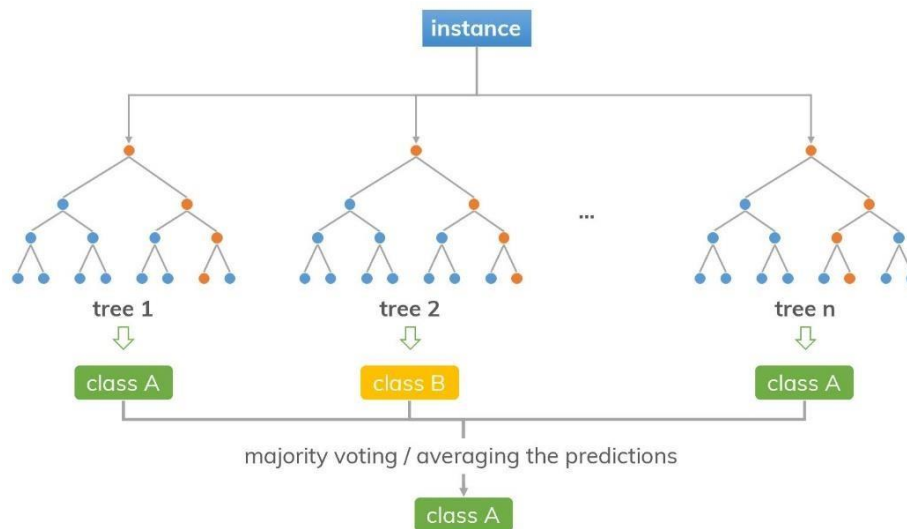 instance
...
tree 1
tree 2
tree n
class A
class B
class A
majority voting / averaging the predictions
class A